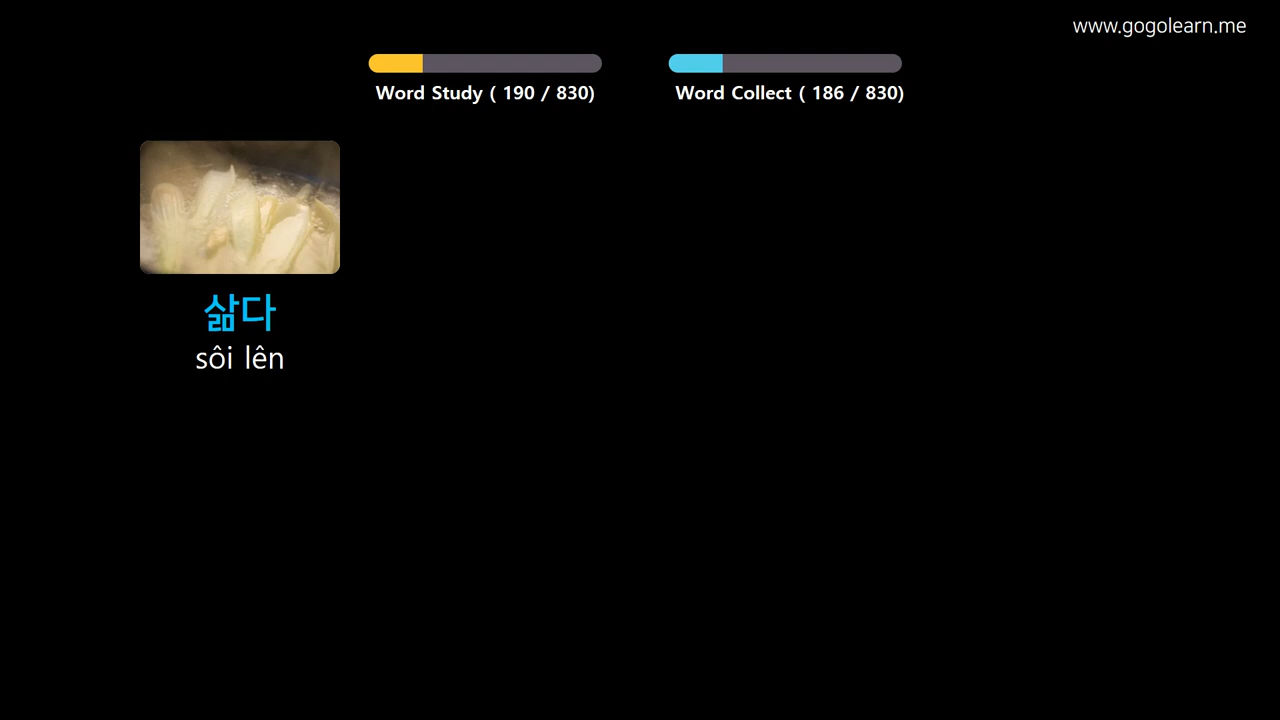 www.gogolearn.me
Word Study ( 190 / 830)
Word Collect ( 186 / 830)
삶다
sôi lên